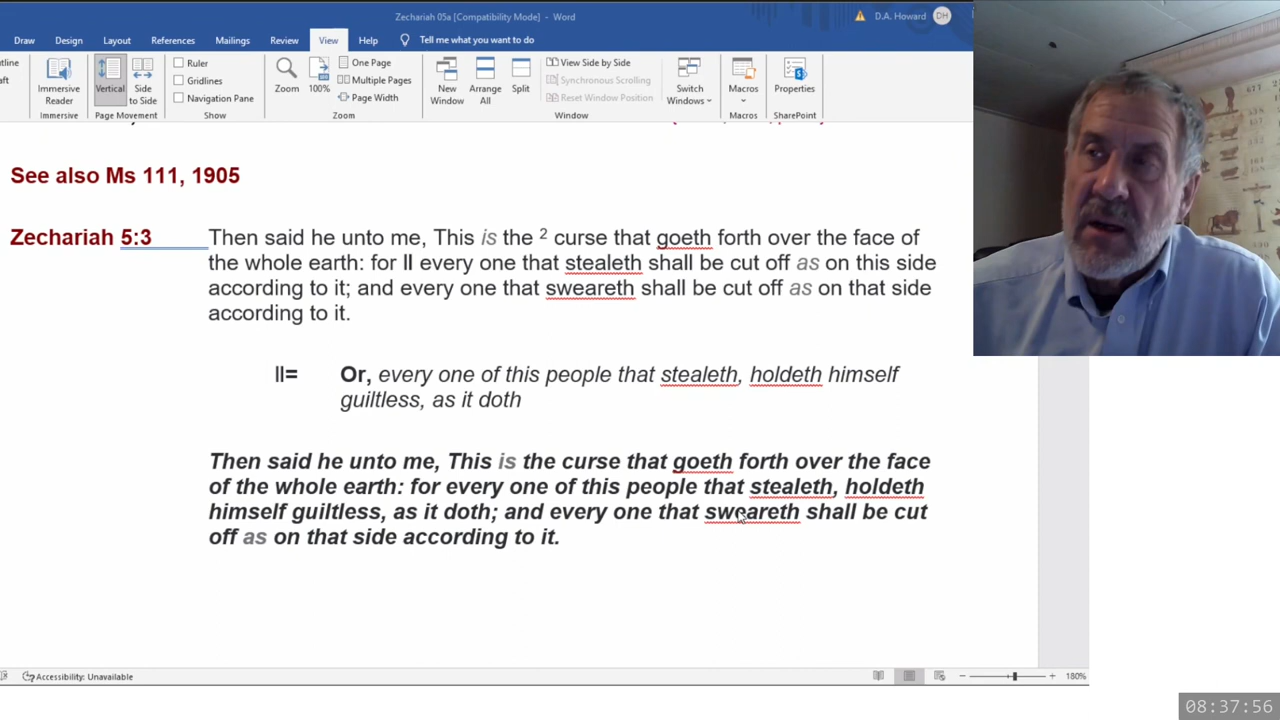 Zechariah 05a [Compatibility Mode] - Word
D.A. Howard DH
Draw Design Layout References Mailings Review View Help Tell me what you want to do
Immersive Reader
Immersive
Vertical
Side to Side
Page Movement
Ruler
Gridlines
Navigation Pane
Show
Zoom
100%
One Page
Multiple Pages
Page Width
Zoom
New Window
Arrange All
Split
View Side by Side
Synchronous Scrolling
Reset Window Position
Window
Switch Windows
Macros
Macros
Properties
SharePoint
See also Ms 111, 1905
Zechariah 5:3 Then said he unto me, This is the 2 curse that goeth forth over the face of
the whole earth: for ll every one that stealeth shall be cut off as on this side
according to it; and every one that sweareth shall be cut off as on that side
according to it.
ll= Or, every one of this people that stealeth, holdeth himself
guiltless, as it doth
Then said he unto me, This is the curse that goeth forth over the face
of the whole earth: for every one of this people that stealeth, holdeth
himself guiltless, as it doth; and every one that sweareth shall be cut
off as on that side according to it.
Accessibility: Unavailable
180%
08:37:56